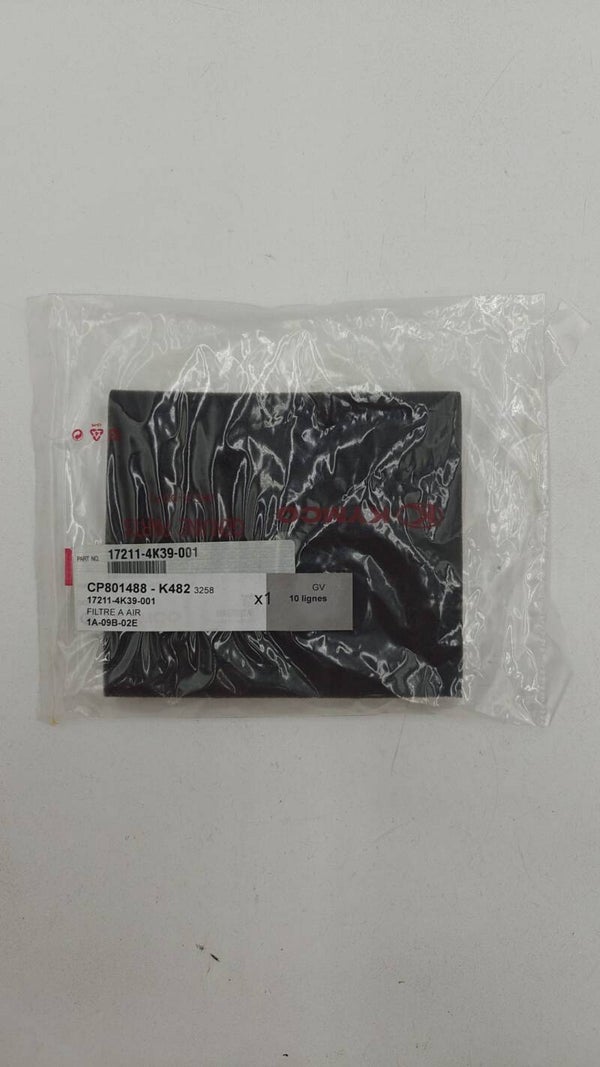 KYMCO
PART NO. 17211-4K39-001
CP801488 - K482 3258
17211-4K39-001
FILTRE A AIR
1A-09B-02E
x1
GV
10 lignes